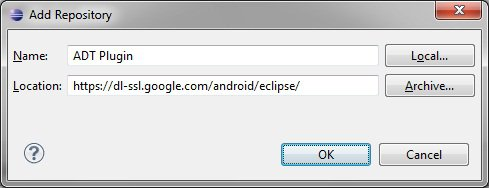 Add Repository
Name: ADT Plugin Local...
Location: https://dl-ssl.google.com/android/eclipse/ Archive...
? OK Cancel